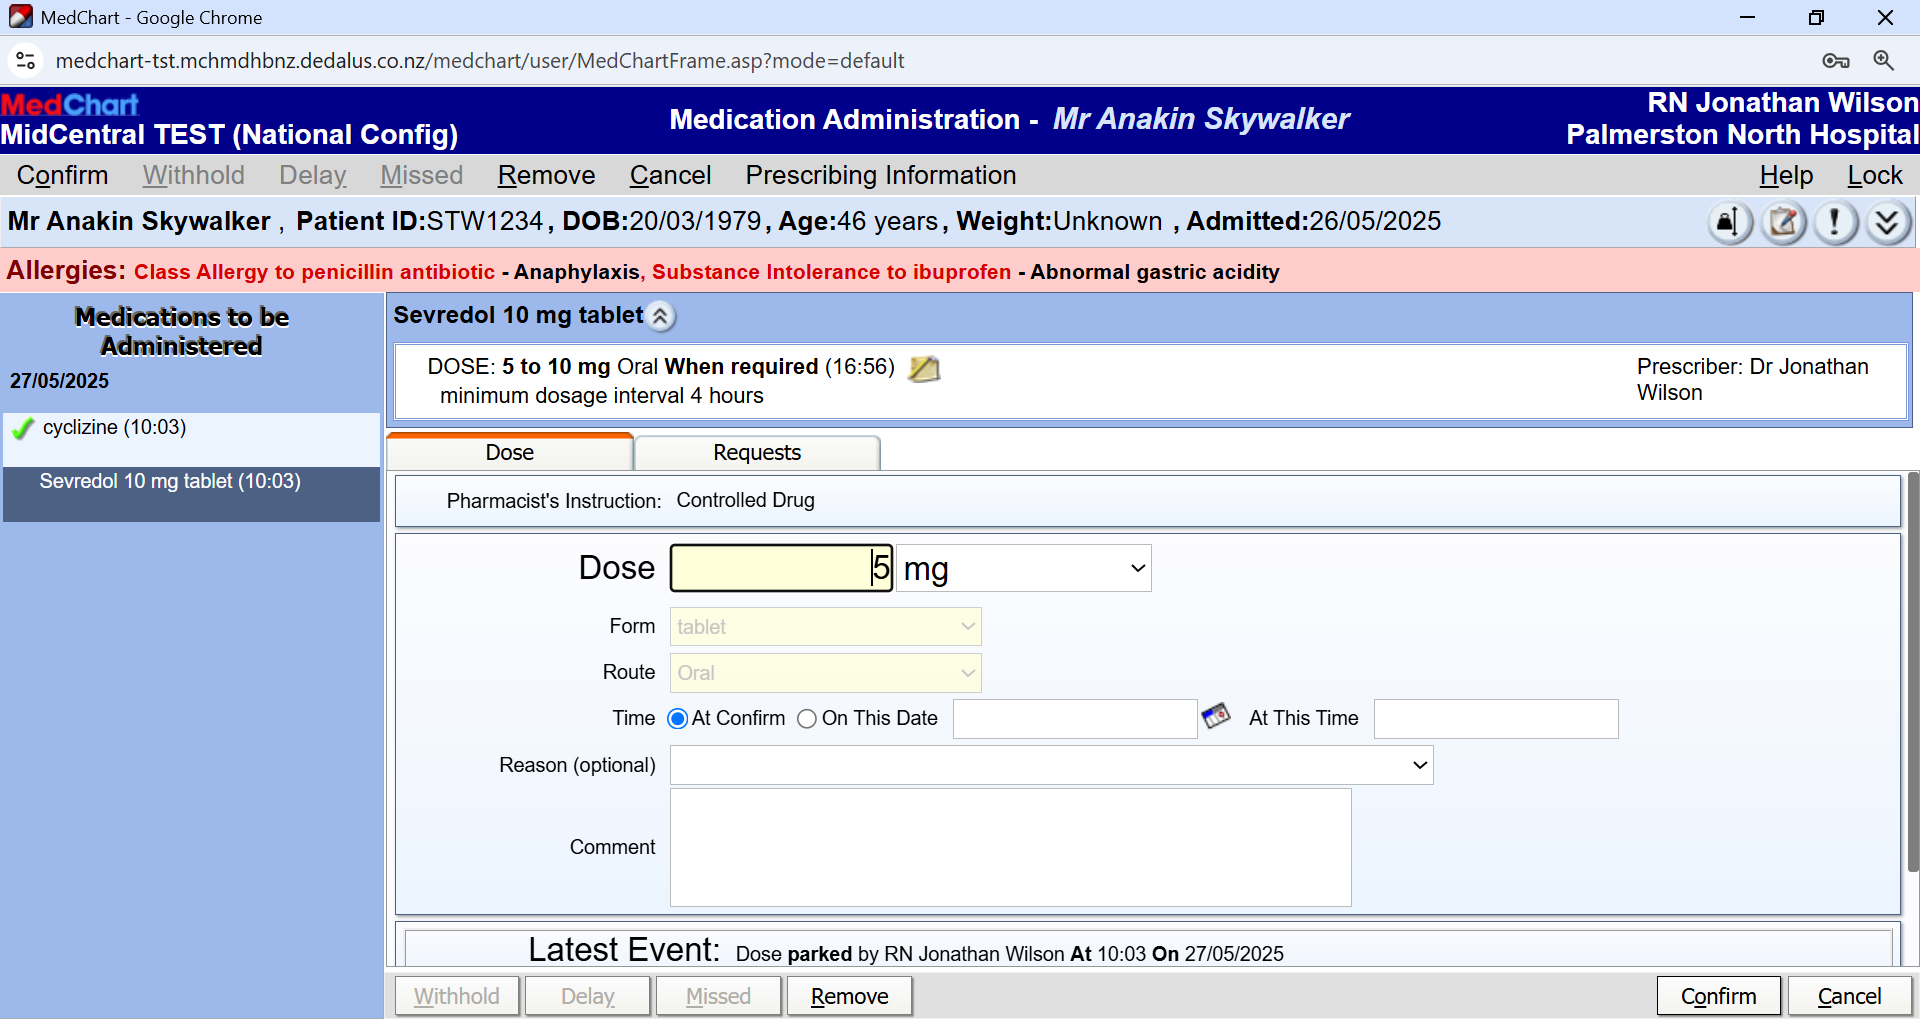 MedChart - Google Chrome
medchart-tst.mchmdhbnz.dedalus.co.nz/medchart/user/MedChartFrame.asp?mode=default
MedChart
MidCentral TEST (National Config)
Medication Administration - Mr Anakin Skywalker
RN Jonathan Wilson
Palmerston North Hospital
Confirm Withhold Delay Missed Remove Cancel Prescribing Information Help Lock
Mr Anakin Skywalker , Patient ID:STW1234, DOB:20/03/1979, Age:46 years, Weight:Unknown , Admitted:26/05/2025
Allergies: Class Allergy to penicillin antibiotic - Anaphylaxis, Substance Intolerance to ibuprofen - Abnormal gastric acidity
Medications to be
Administered
27/05/2025
cyclizine (10:03)
Sevredol 10 mg tablet (10:03)
Sevredol 10 mg tablet
DOSE: 5 to 10 mg Oral When required (16:56)
minimum dosage interval 4 hours
Prescriber: Dr Jonathan
Wilson
Dose Requests
Pharmacist's Instruction: Controlled Drug
Dose 5 mg
Form tablet
Route Oral
Time At Confirm On This Date At This Time
Reason (optional)
Comment
Latest Event: Dose parked by RN Jonathan Wilson At 10:03 On 27/05/2025
Withhold Delay Missed Remove Confirm Cancel